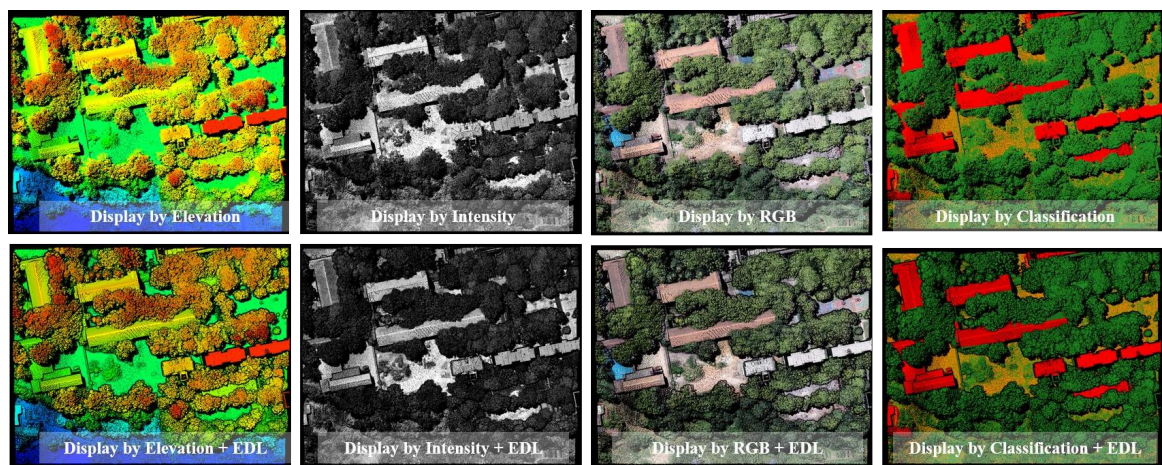 Display by Elevation
Display by Intensity
Display by RGB
Display by Classification
Display by Elevation + EDL
Display by Intensity + EDL
Display by RGB + EDL
Display by Classification + EDL